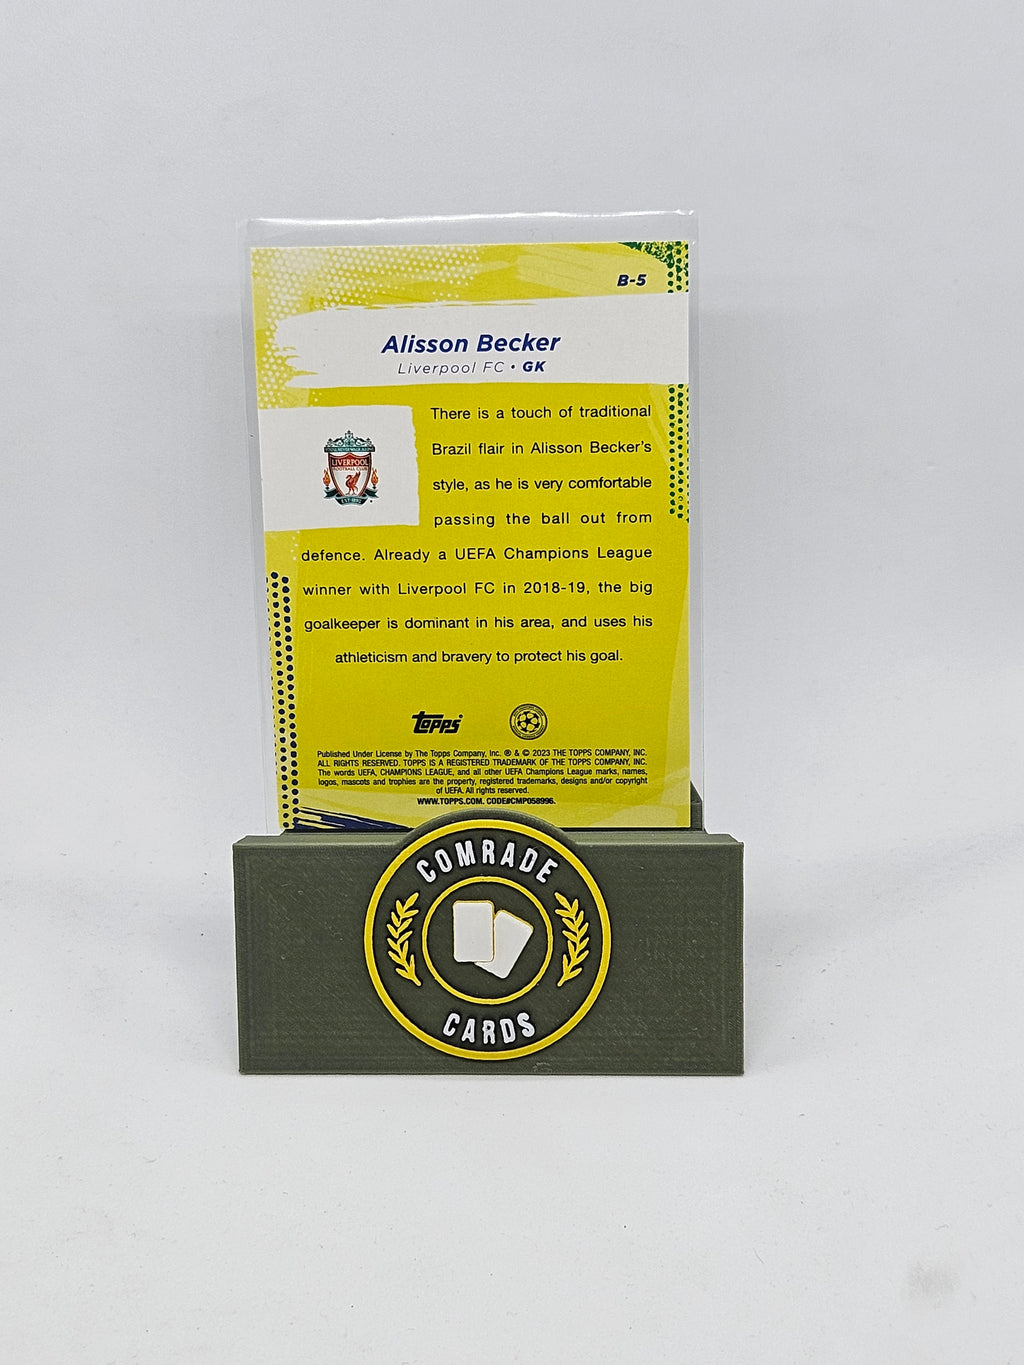 B-5
Alisson Becker
Liverpool FC • GK
There is a touch of traditional
Brazil flair in Alisson Becker's
style, as he is very comfortable
passing the ball out from
defence. Already a UEFA Champions League
winner with Liverpool FC in 2018-19, the big
goalkeeper is dominant in his area, and uses his
athleticism and bravery to protect his goal.
LIVERPOOL
FOOTBALL CLUB
EST·1892
topps
Published Under License by The Topps Company, Inc. ® & © 2023 THE TOPPS COMPANY, INC.
ALL RIGHTS RESERVED. TOPPS IS A REGISTERED TRADEMARK OF THE TOPPS COMPANY, INC.
The words UEFA, CHAMPIONS LEAGUE, and all other UEFA Champions League marks, names,
logos, mascots and trophies are the property, registered trademarks, designs and/or copyright
of UEFA. All rights reserved.
WWW.TOPPS.COM. CODE#CMP058996.
COMRADE
CARDS